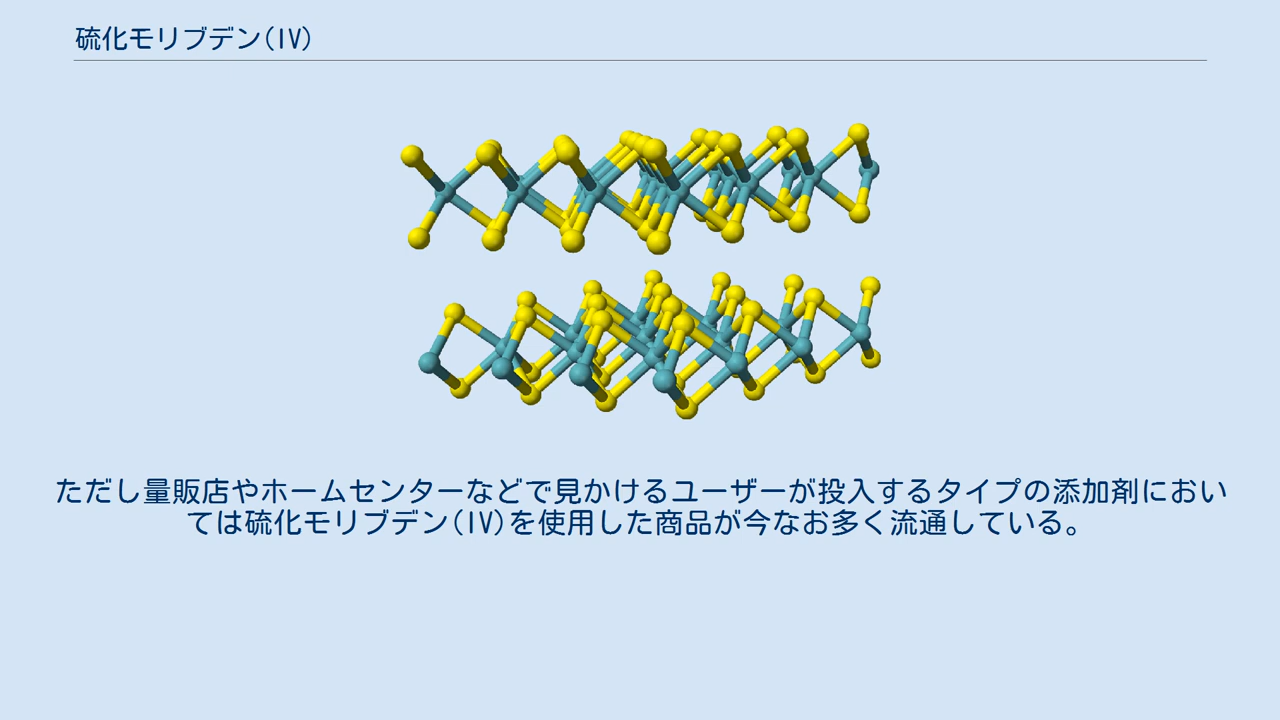 硫化モリブデン(IV)
ただし量販店やホームセンターなどで見かけるユーザーが投入するタイプの添加剤におい
ては硫化モリブデン(IV)を使用した商品が今なお多く流通している。